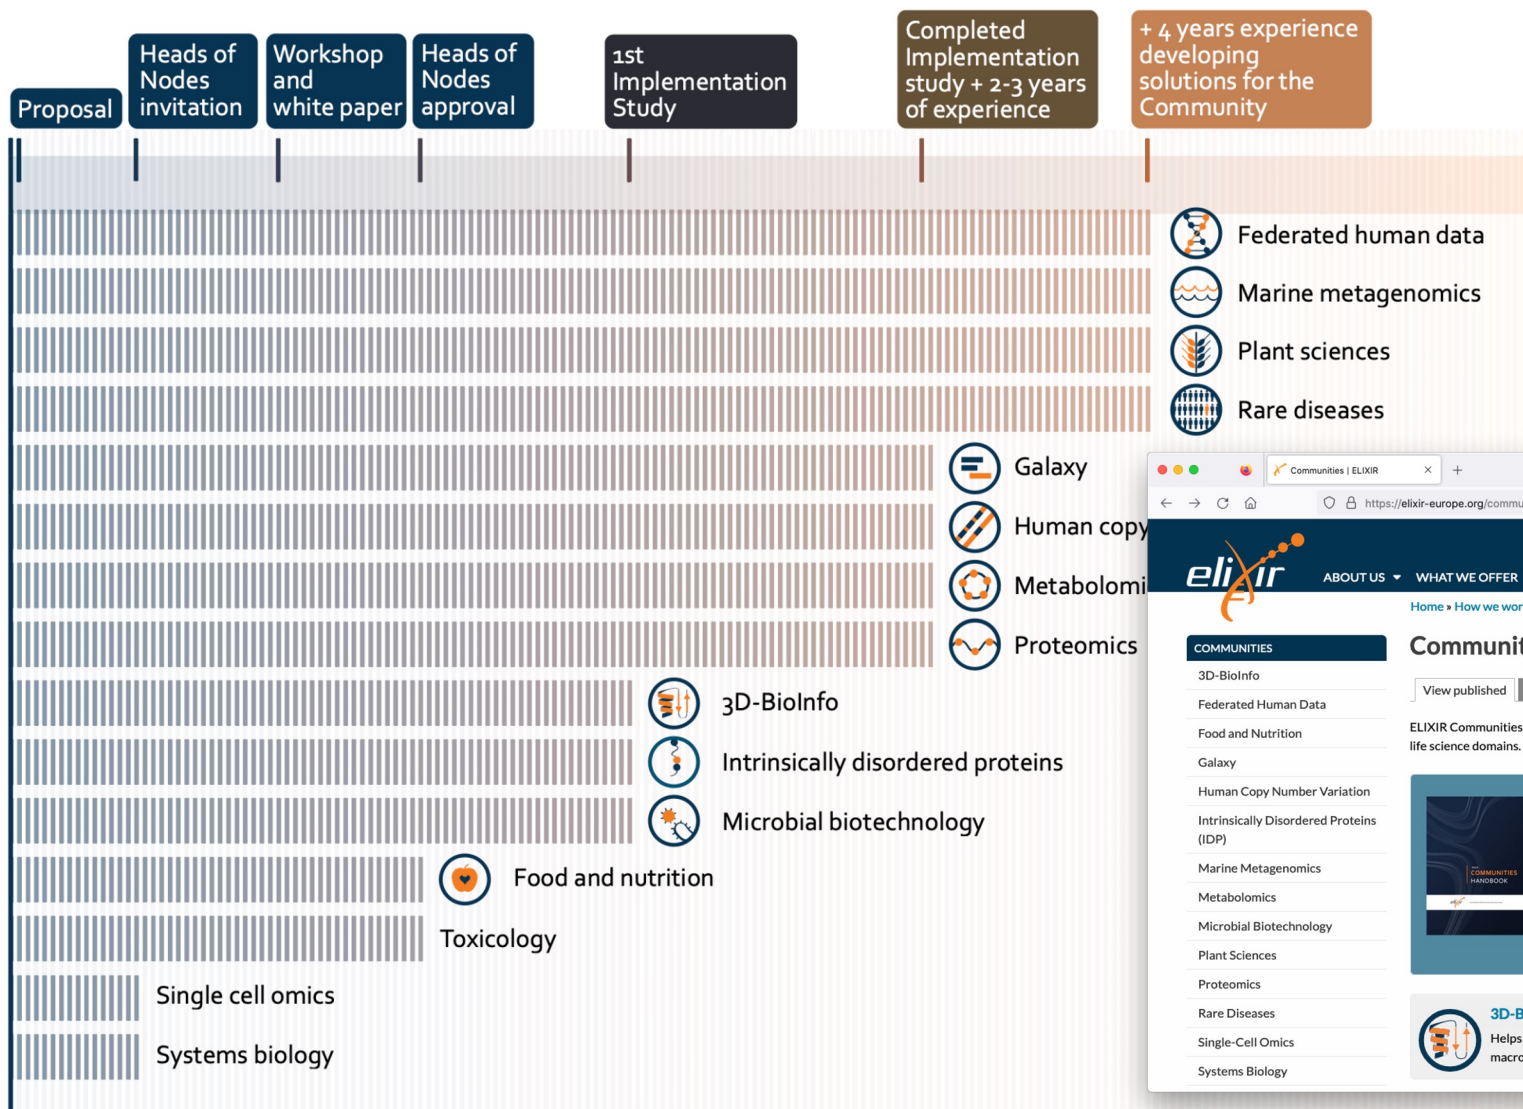 Proposal
Heads of
Nodes
invitation
Workshop
and
white paper
Heads of
Nodes
approval
1st
Implementation
Study
Completed
Implementation
study + 2-3 years
of experience
+ 4 years experience
developing
solutions for the
Community
Federated human data
Marine metagenomics
Plant sciences
Rare diseases
Galaxy
Human copy
Metabolomi
Proteomics
3D-BioInfo
Intrinsically disordered proteins
Microbial biotechnology
Food and nutrition
Toxicology
Single cell omics
Systems biology
Communities | ELIXIR
https://elixir-europe.org/commu
elixir
ABOUT US WHAT WE OFFER
Home » How we wor
COMMUNITIES
3D-BioInfo
Federated Human Data
Food and Nutrition
Galaxy
Human Copy Number Variation
Intrinsically Disordered Proteins
(IDP)
Marine Metagenomics
Metabolomics
Microbial Biotechnology
Plant Sciences
Proteomics
Rare Diseases
Single-Cell Omics
Systems Biology
Communit
View published
ELIXIR Communities
life science domains.
COMMUNITIES
HANDBOOK
elixir
3D-B
Helps
macro